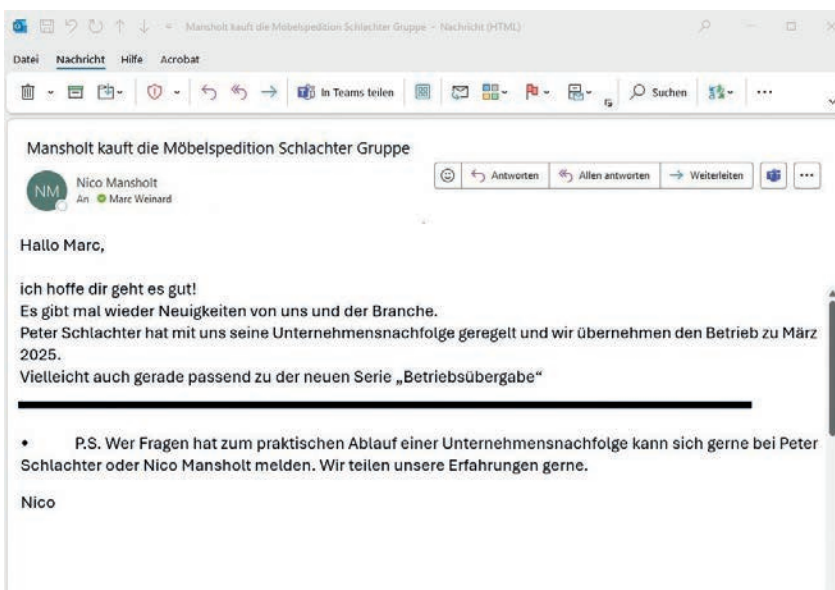 Mansholt kauft die Möbelspedition Schlachter Gruppe - Nachricht (HTML)
Datei Nachricht Hilfe Acrobat
In Teams teilen Suchen
Mansholt kauft die Möbelspedition Schlachter Gruppe
NM Nico Mansholt Antworten Allen antworten Weiterleiten
An Marc Weinard
Hallo Marc,
ich hoffe dir geht es gut!
Es gibt mal wieder Neuigkeiten von uns und der Branche.
Peter Schlachter hat mit uns seine Unternehmensnachfolge geregelt und wir übernehmen den Betrieb zu März
2025.
Vielleicht auch gerade passend zu der neuen Serie „Betriebsübergabe“
• P.S. Wer Fragen hat zum praktischen Ablauf einer Unternehmensnachfolge kann sich gerne bei Peter
Schlachter oder Nico Mansholt melden. Wir teilen unsere Erfahrungen gerne.
Nico